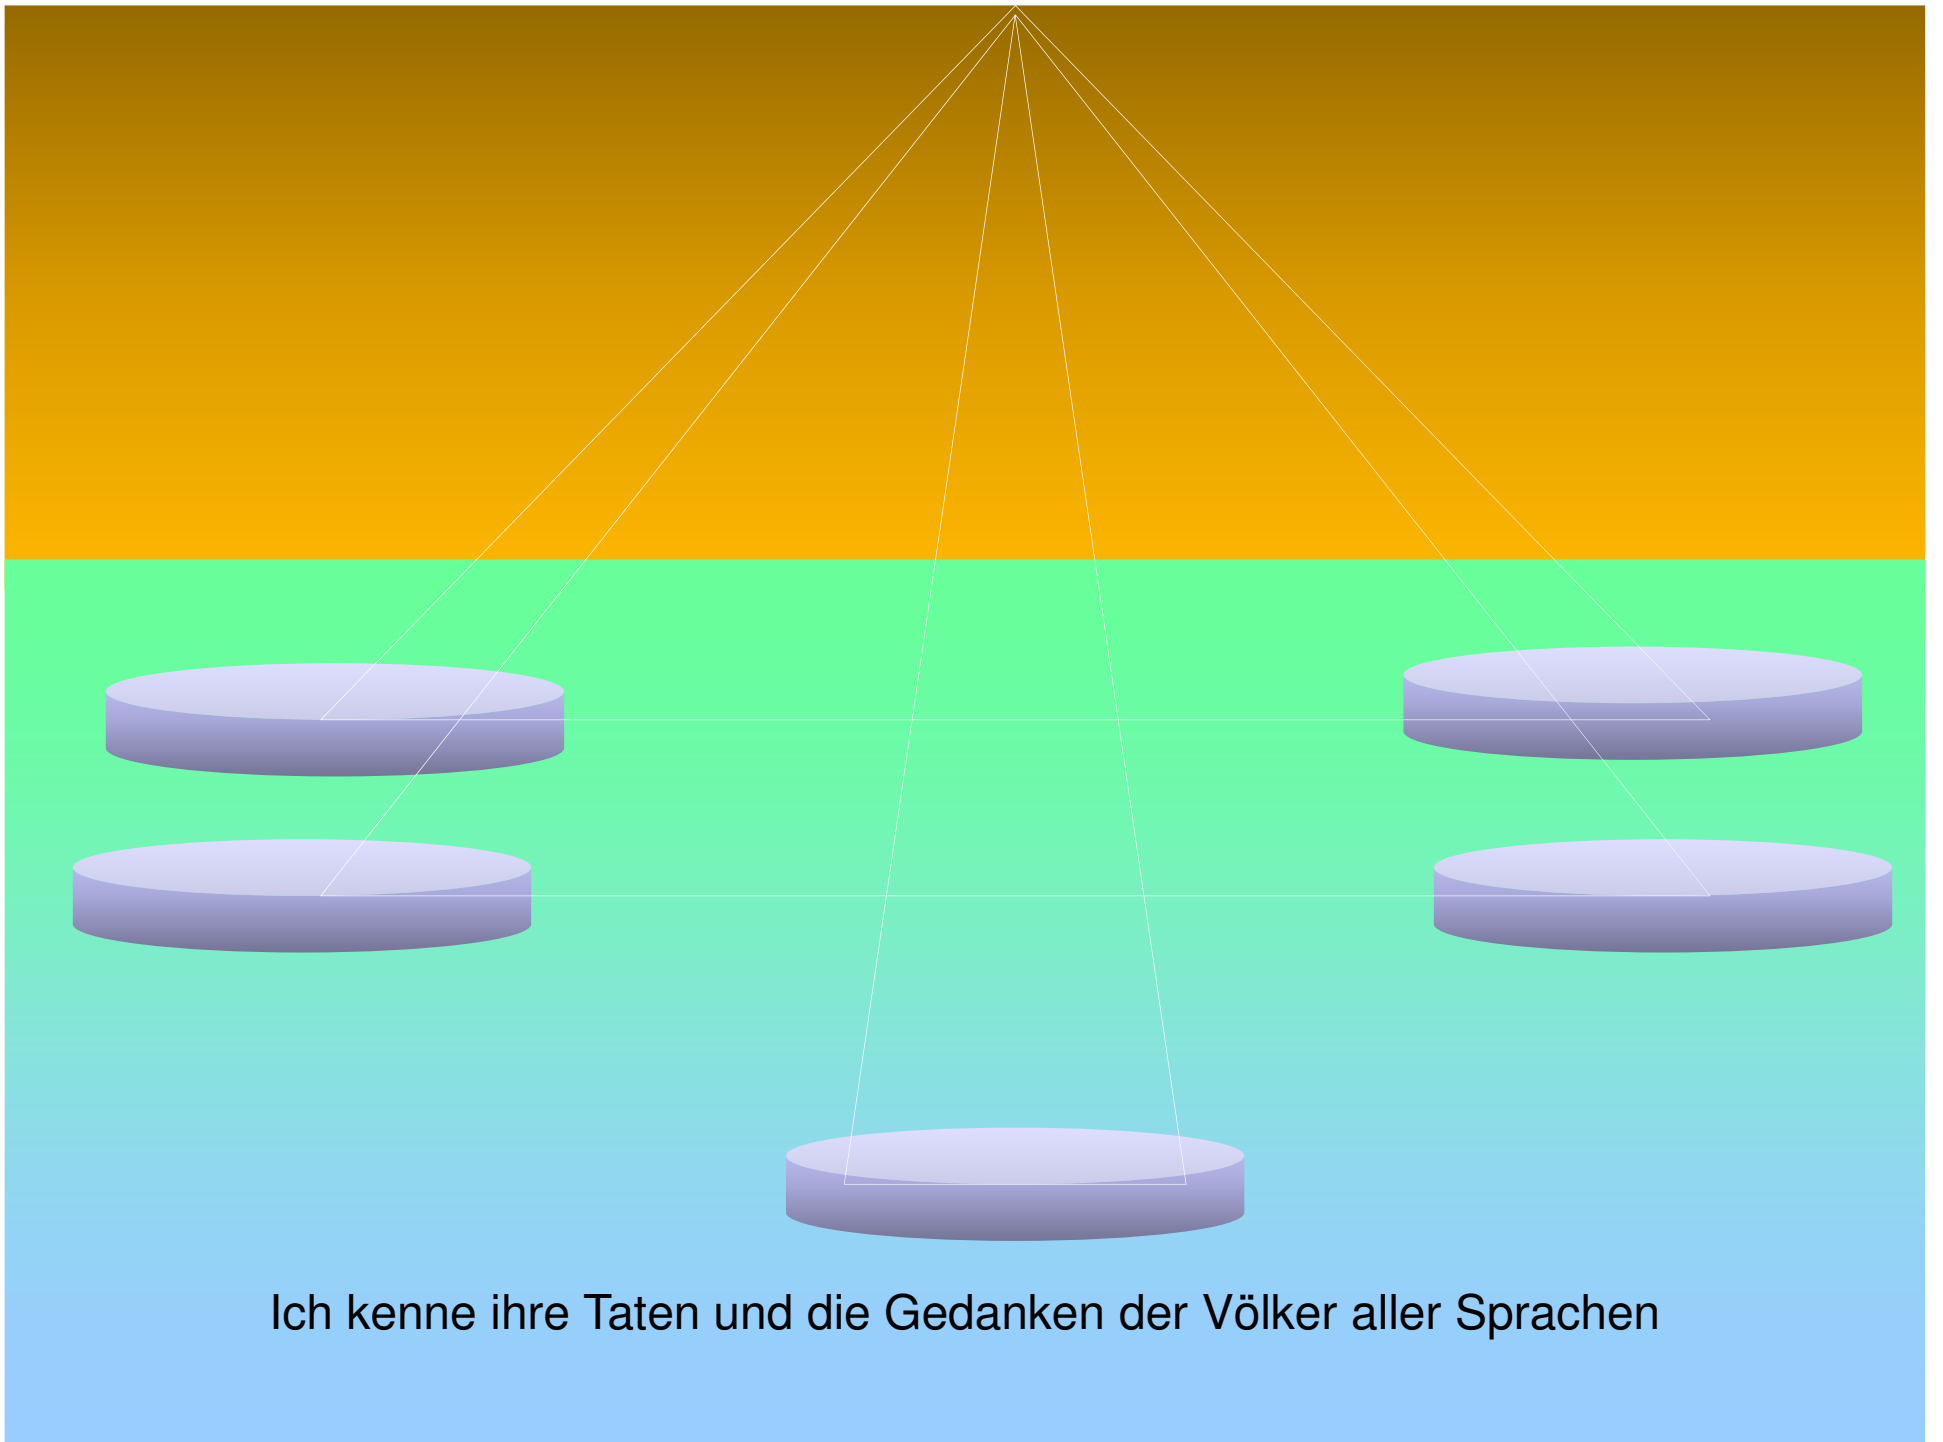 Ich kenne ihre Taten und die Gedanken der Völker aller Sprachen